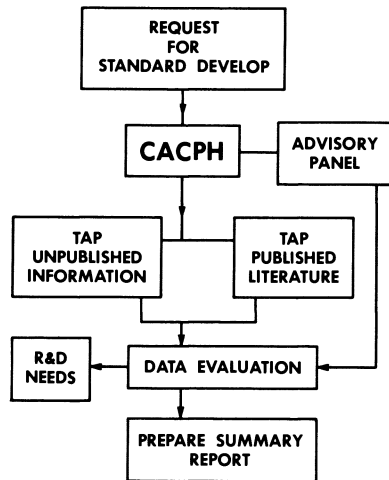 REQUEST
FOR
STANDARD DEVELOP
CACPH
ADVISORY
PANEL
TAP
UNPUBLISHED
INFORMATION
TAP
PUBLISHED
LITERATURE
R&D
NEEDS
DATA EVALUATION
PREPARE SUMMARY
REPORT